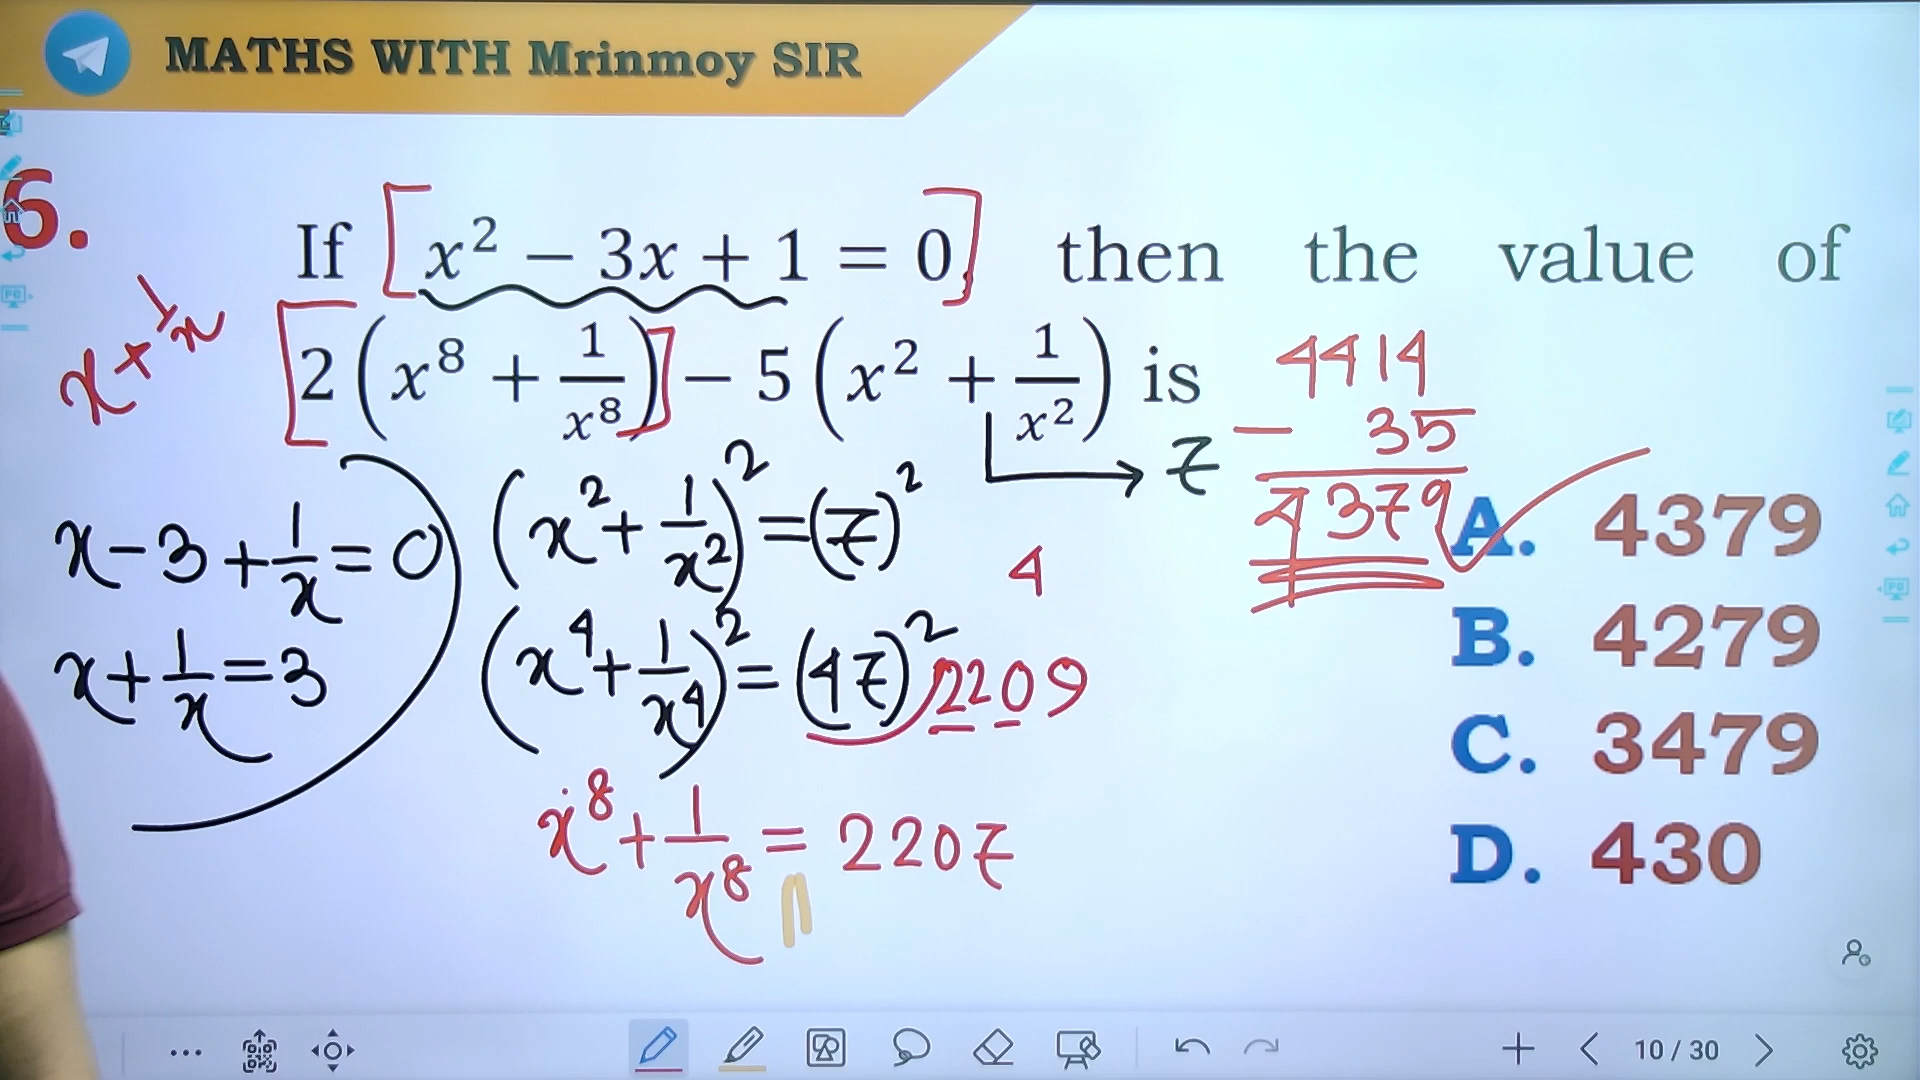 MATHS WITH Mrinmoy SIR
6.
If [x² − 3x + 1 = 0,] then the value of
[2(x⁸ + 1/x⁸)] − 5(x² + 1/x²) is
x + 1/x
7
4414
− 35
4379
A. 4379
B. 4279
C. 3479
D. 430
x − 3 + 1/x = 0
x + 1/x = 3
(x² + 1/x²)² = (7)²
4
(x⁴ + 1/x⁴)² = (47)² 2209
x⁸ + 1/x⁸ = 2207
10 / 30